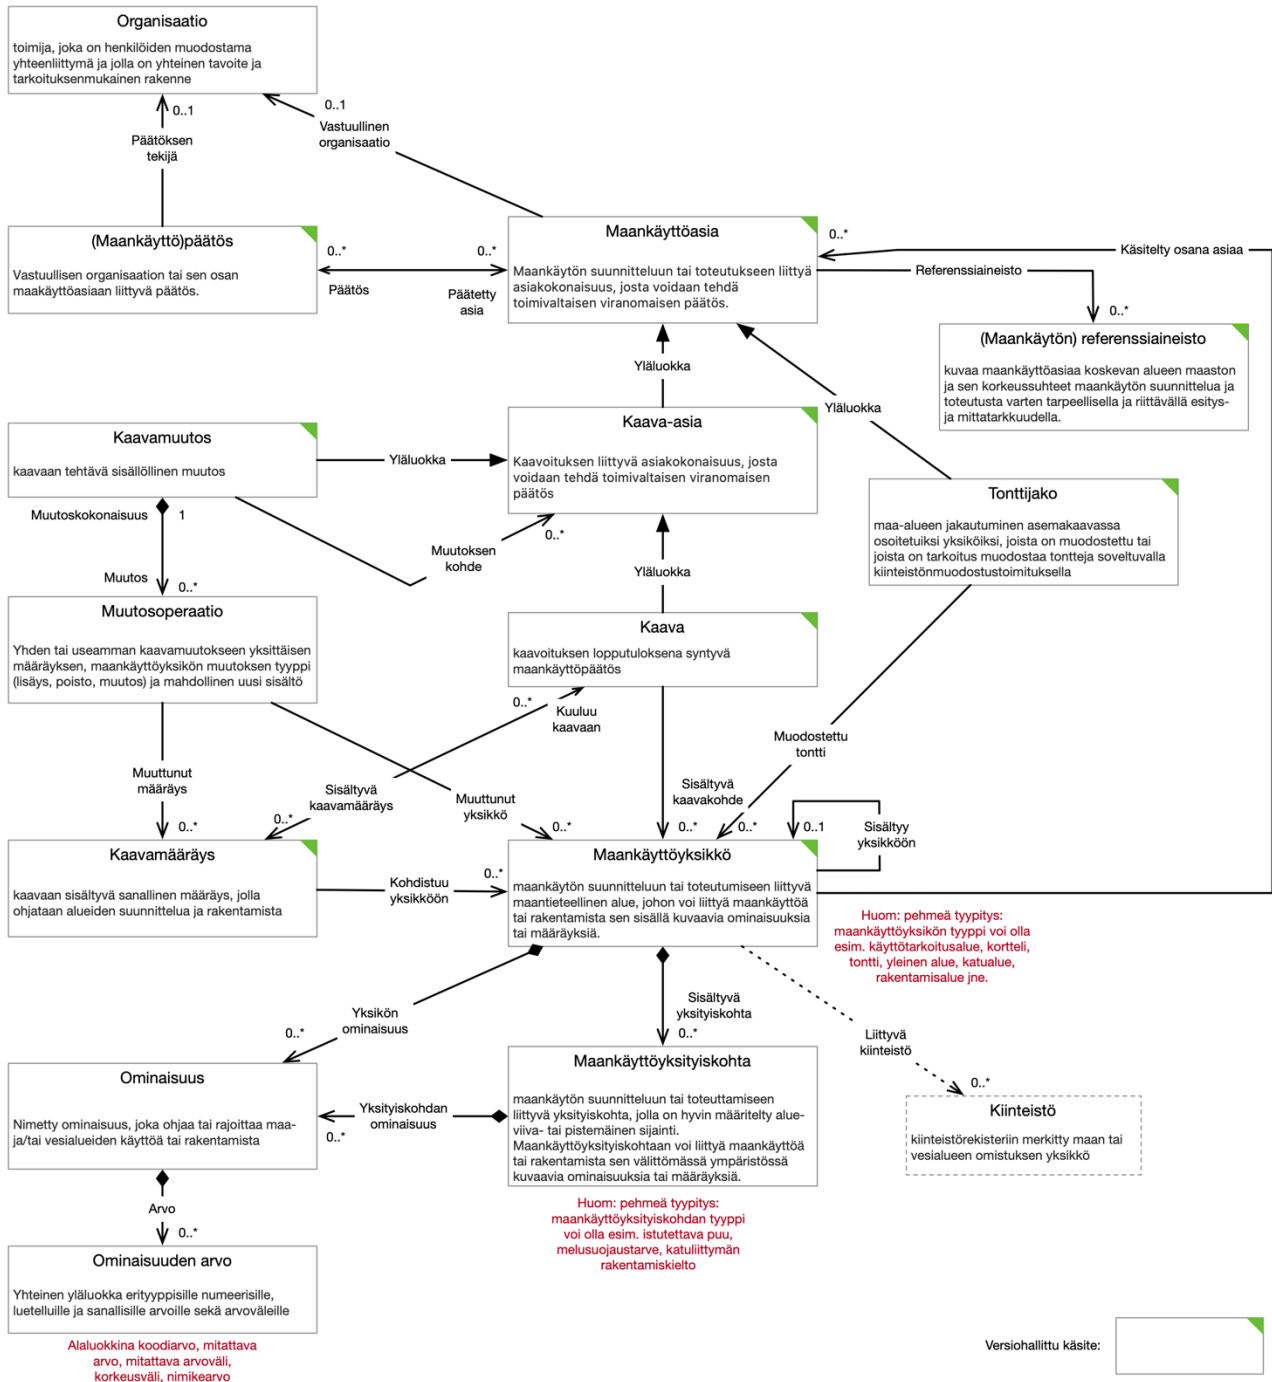 Organisaatio
toimija, joka on henkilöiden muodostama
yhteenliittymä ja jolla on yhteinen tavoite ja
tarkoituksenmukainen rakenne
0..1
Päätöksen
tekijä
0..1
Vastuullinen
organisaatio
(Maankäyttö)päätös
Vastuullisen organisaation tai sen osan
maakäyttöasiaan liittyvä päätös.
0..*
Päätös
0..*
Päätetty
asia
Maankäyttöasia
Maankäytön suunnitteluun tai toteutukseen liittyvä
asiakokonaisuus, josta voidaan tehdä
toimivaltaisen viranomaisen päätös.
0..*
Käsitelty osana asiaa
Referenssiaineisto
0..*
(Maankäytön) referenssiaineisto
kuvaa maankäyttöasiaa koskevan alueen maaston
ja sen korkeussuhteet maankäytön suunnittelua ja
toteutusta varten tarpeellisella ja riittävällä esitys-
ja mittatarkkuudella.
Yläluokka
Yläluokka
Kaavamuutos
kaavaan tehtävä sisällöllinen muutos
Yläluokka
Kaava-asia
Kaavoituksen liittyvä asiakokonaisuus, josta
voidaan tehdä toimivaltaisen viranomaisen
päätös
Tonttijako
maa-alueen jakautuminen asemakaavassa
osoitetuiksi yksiköiksi, joista on muodostettu tai
joista on tarkoitus muodostaa tontteja soveltuvalla
kiinteistönmuodostustoimituksella
Muutoskokonaisuus
1
Muutoksen
kohde
0..*
Muutos
0..*
Yläluokka
Muutosoperaatio
Yhden tai useamman kaavamuutokseen yksittäisen
määräyksen, maankäyttöyksikön muutoksen tyyppi
(lisäys, poisto, muutos) ja mahdollinen uusi sisältö
Kaava
kaavoituksen lopputuloksena syntyvä
maankäyttöpäätös
0..*
Kuuluu
kaavaan
Muodostettu
tontti
Muuttunut
määräys
0..*
Sisältyvä
kaavamääräys
0..*
Muuttunut
yksikkö
0..*
Sisältyvä
kaavakohde
0..*
0..*
0..1
Sisältyy
yksikköön
Kaavamääräys
kaavaan sisältyvä sanallinen määräys, jolla
ohjataan alueiden suunnittelua ja rakentamista
Kohdistuu
yksikköön
0..*
Maankäyttöyksikkö
maankäytön suunnitteluun tai toteutumiseen liittyvä
maantieteellinen alue, johon voi liittyä maankäyttöä
tai rakentamista sen sisällä kuvaavia ominaisuuksia
tai määräyksiä.
Huom: pehmeä tyypitys:
maankäyttöyksikön tyyppi voi olla
esim. käyttötarkoitusalue, kortteli,
tontti, yleinen alue, katualue,
rakentamisalue jne.
Yksikön
ominaisuus
0..*
Sisältyvä
yksityiskohta
0..*
Liittyvä
kiinteistö
0..*
Ominaisuus
Nimetty ominaisuus, joka ohjaa tai rajoittaa maa-
ja/tai vesialueiden käyttöä tai rakentamista
Yksityiskohdan
ominaisuus
0..*
Maankäyttöyksityiskohta
maankäytön suunnitteluun tai toteuttamiseen
liittyvä yksityiskohta, jolla on hyvin määritelty alue-
viiva- tai pistemäinen sijainti.
Maankäyttöyksityiskohtaan voi liittyä maankäyttöä
tai rakentamista sen välittömässä ympäristössä
kuvaavia ominaisuuksia tai määräyksiä.
Kiinteistö
kiinteistörekisteriin merkitty maan tai
vesialueen omistuksen yksikkö
Huom: pehmeä tyypitys:
maankäyttöyksityiskohdan tyyppi
voi olla esim. istutettava puu,
melusuojaustarve, katuliittymän
rakentamiskielto
Arvo
0..*
Ominaisuuden arvo
Yhteinen yläluokka erityyppisille numeerisille,
luetelluille ja sanallisille arvoille sekä arvoväleille
Alaluokkina koodiarvo, mitattava
arvo, mitattava arvoväli,
korkeusväli, nimikearvo
Versiohallittu käsite: